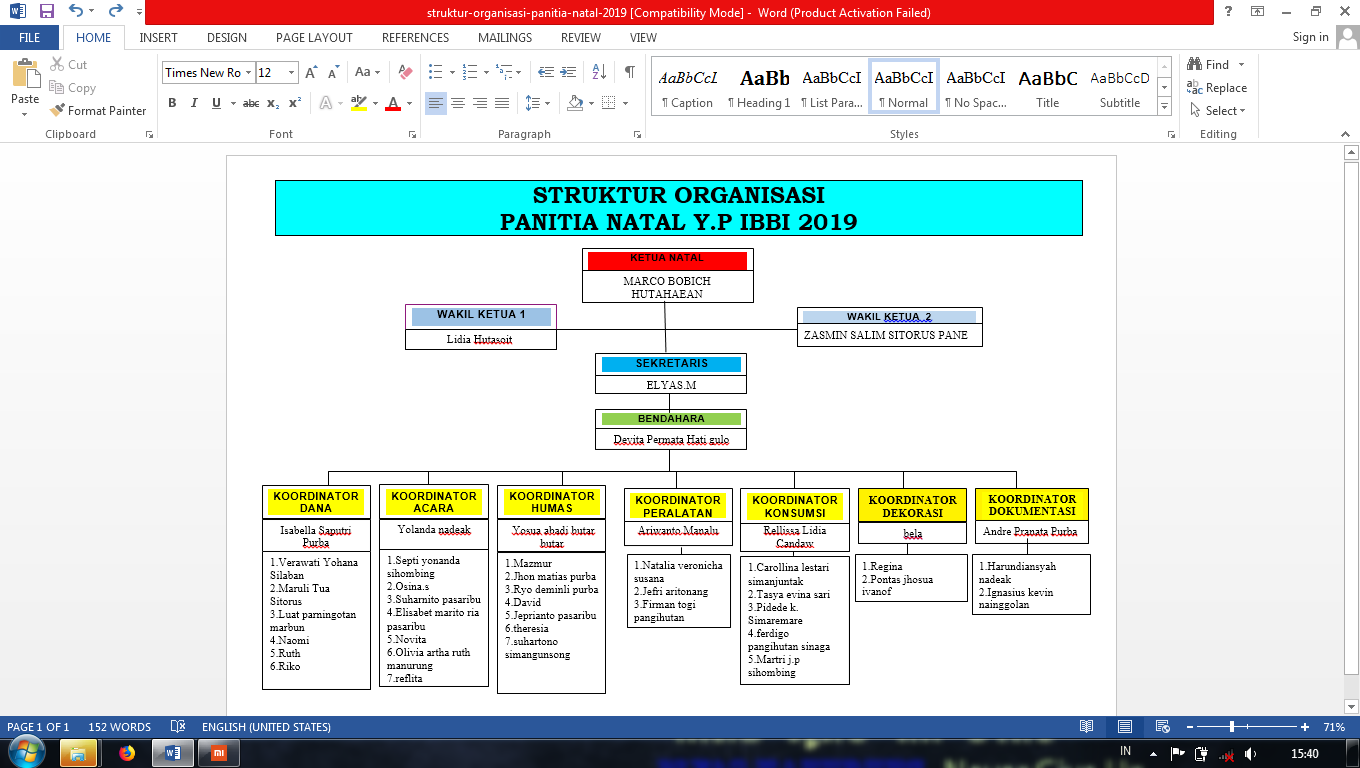 struktur-organisasi-panitia-natal-2019 [Compatibility Mode] - Word (Product Activation Failed)
FILE
HOME
INSERT
DESIGN
PAGE LAYOUT
REFERENCES
MAILINGS
REVIEW
VIEW
Sign in
Paste
Cut
Copy
Format Painter
Clipboard
Times New Ro
12
Font
Paragraph
AaBbCcI
¶ Caption
AaBb
¶ Heading 1
AaBbCcI
¶ List Para...
AaBbCcI
¶ Normal
AaBbCcI
¶ No Spac...
AaBbC
Title
AaBbCcD
Subtitle
Styles
Find
Replace
Select
Editing
STRUKTUR ORGANISASI
PANITIA NATAL Y.P IBBI 2019
KETUA NATAL
MARCO BOBICH
HUTAHAEAN
WAKIL KETUA 1
Lidia Hutasoit
WAKIL KETUA 2
ZASMIN SALIM SITORUS PANE
SEKRETARIS
ELYAS.M
BENDAHARA
Devita Permata Hati gulo
KOORDINATOR
DANA
Isabella Saputri
Purba
1.Verawati Yohana
Silaban
2.Maruli Tua
Sitorus
3.Luat parningotan
marbun
4.Naomi
5.Ruth
6.Riko
KOORDINATOR
ACARA
Yolanda nadeak
1.Septi yonanda
sihombing
2.Osina.s
3.Suharnito pasaribu
4.Elisabet marito ria
pasaribu
5.Novita
6.Olivia artha ruth
manurung
7.reflita
KOORDINATOR
HUMAS
Yosua abadi butar
butar
1.Mazmur
2.Jhon matias purba
3.Ryo deminli purba
4.David
5.Jeprianto pasaribu
6.theresia
7.suhartono
simangunsong
KOORDINATOR
PERALATAN
Ariwanto Manalu
1.Natalia veronicha
susana
2.Jefri aritonang
3.Firman togi
pangihutan
KOORDINATOR
KONSUMSI
Rellissa Lidia
Candaw
1.Carollina lestari
simanjuntak
2.Tasya evina sari
3.Pidede k.
Simaremare
4.ferdigo
pangihutan sinaga
5.Martri j.p
sihombing
KOORDINATOR
DEKORASI
bela
1.Regina
2.Pontas jhosua
ivanof
KOORDINATOR
DOKUMENTASI
Andre Pranata Purba
1.Harundiansyah
nadeak
2.Ignasius kevin
nainggolan
PAGE 1 OF 1
152 WORDS
ENGLISH (UNITED STATES)
71%
IN
15:40